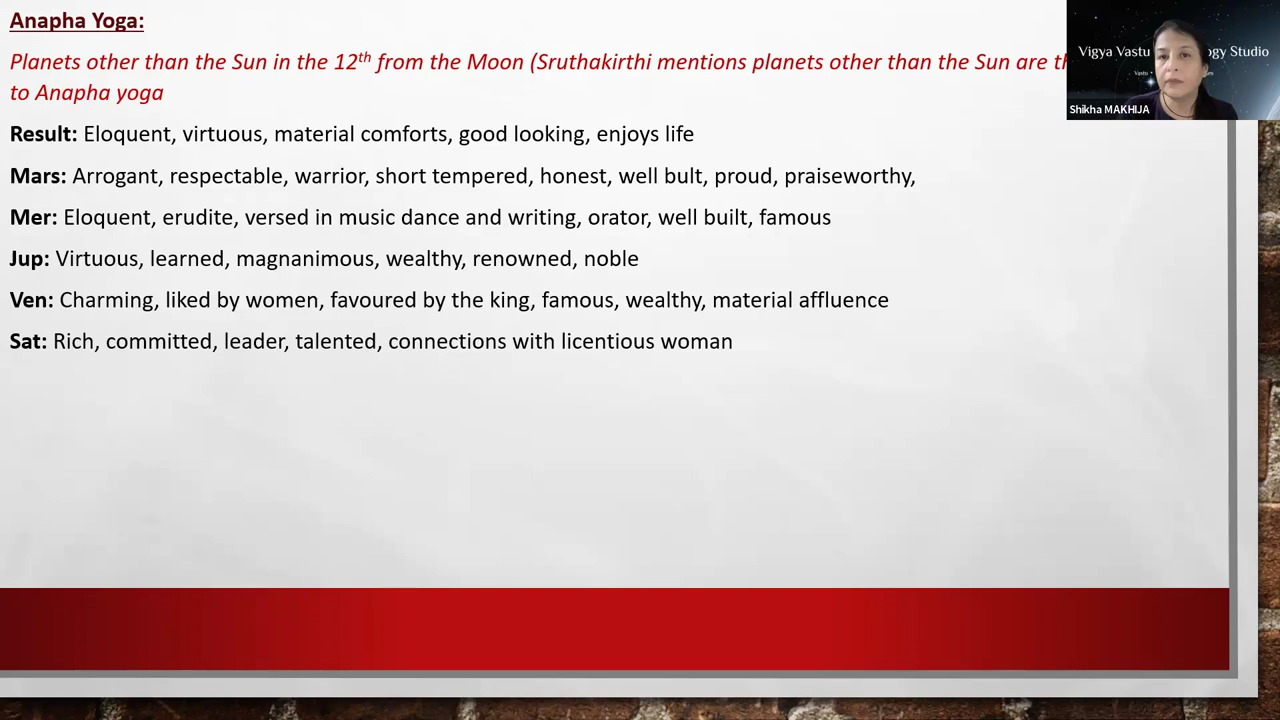 Anapha Yoga:
Planets other than the Sun in the 12th from the Moon (Sruthakirthi mentions planets other than the Sun are
to Anapha yoga
Result: Eloquent, virtuous, material comforts, good looking, enjoys life
Mars: Arrogant, respectable, warrior, short tempered, honest, well bult, proud, praiseworthy,
Mer: Eloquent, erudite, versed in music dance and writing, orator, well built, famous
Jup: Virtuous, learned, magnanimous, wealthy, renowned, noble
Ven: Charming, liked by women, favoured by the king, famous, wealthy, material affluence
Sat: Rich, committed, leader, talented, connections with licentious woman
Vigya Vastu Studio
Shikha MAKHIJA